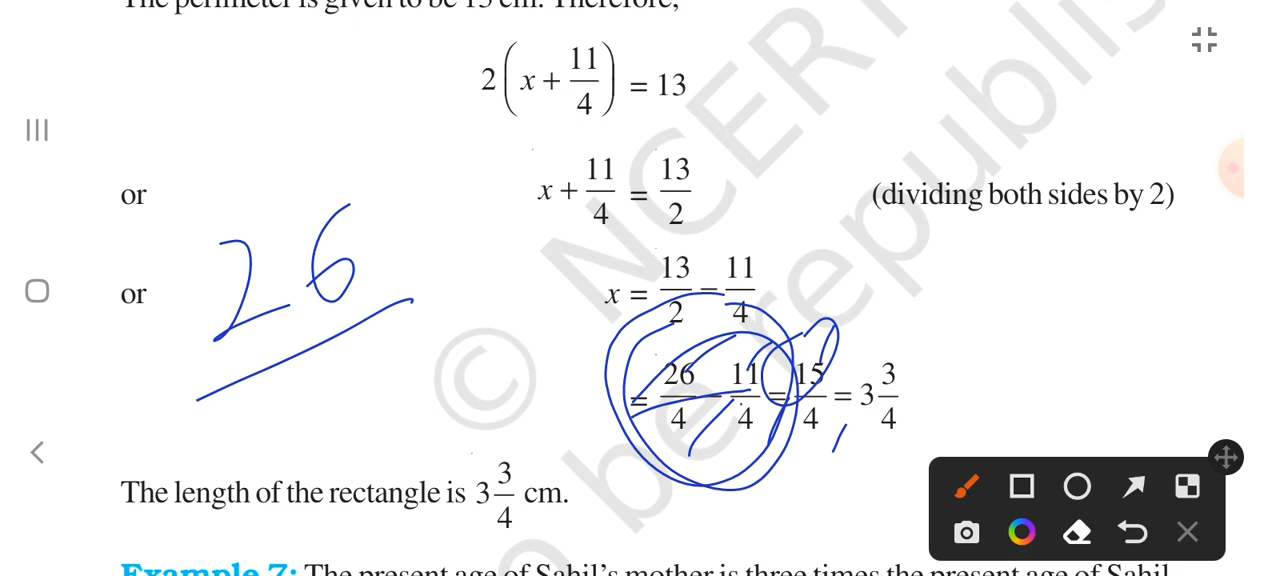 The perimeter is given to be 13 cm. Therefore,
2(x + 11/4) = 13
or x + 11/4 = 13/2 (dividing both sides by 2)
or x = 13/2 − 11/4
26
= 26/4 − 11/4 = 15/4 = 3 3/4
The length of the rectangle is 3 3/4 cm.
Example 7: The present age of Sahil's mother is three times the present age of Sahil.
© NCERT
be republis